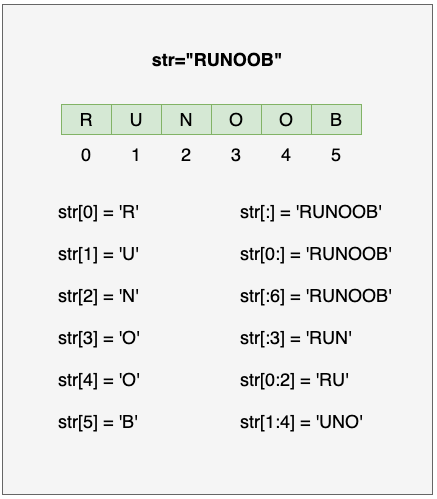 str="RUNOOB"
R U N O O B
0 1 2 3 4 5
str[0] = 'R' str[:] = 'RUNOOB'
str[1] = 'U' str[0:] = 'RUNOOB'
str[2] = 'N' str[:6] = 'RUNOOB'
str[3] = 'O' str[:3] = 'RUN'
str[4] = 'O' str[0:2] = 'RU'
str[5] = 'B' str[1:4] = 'UNO'